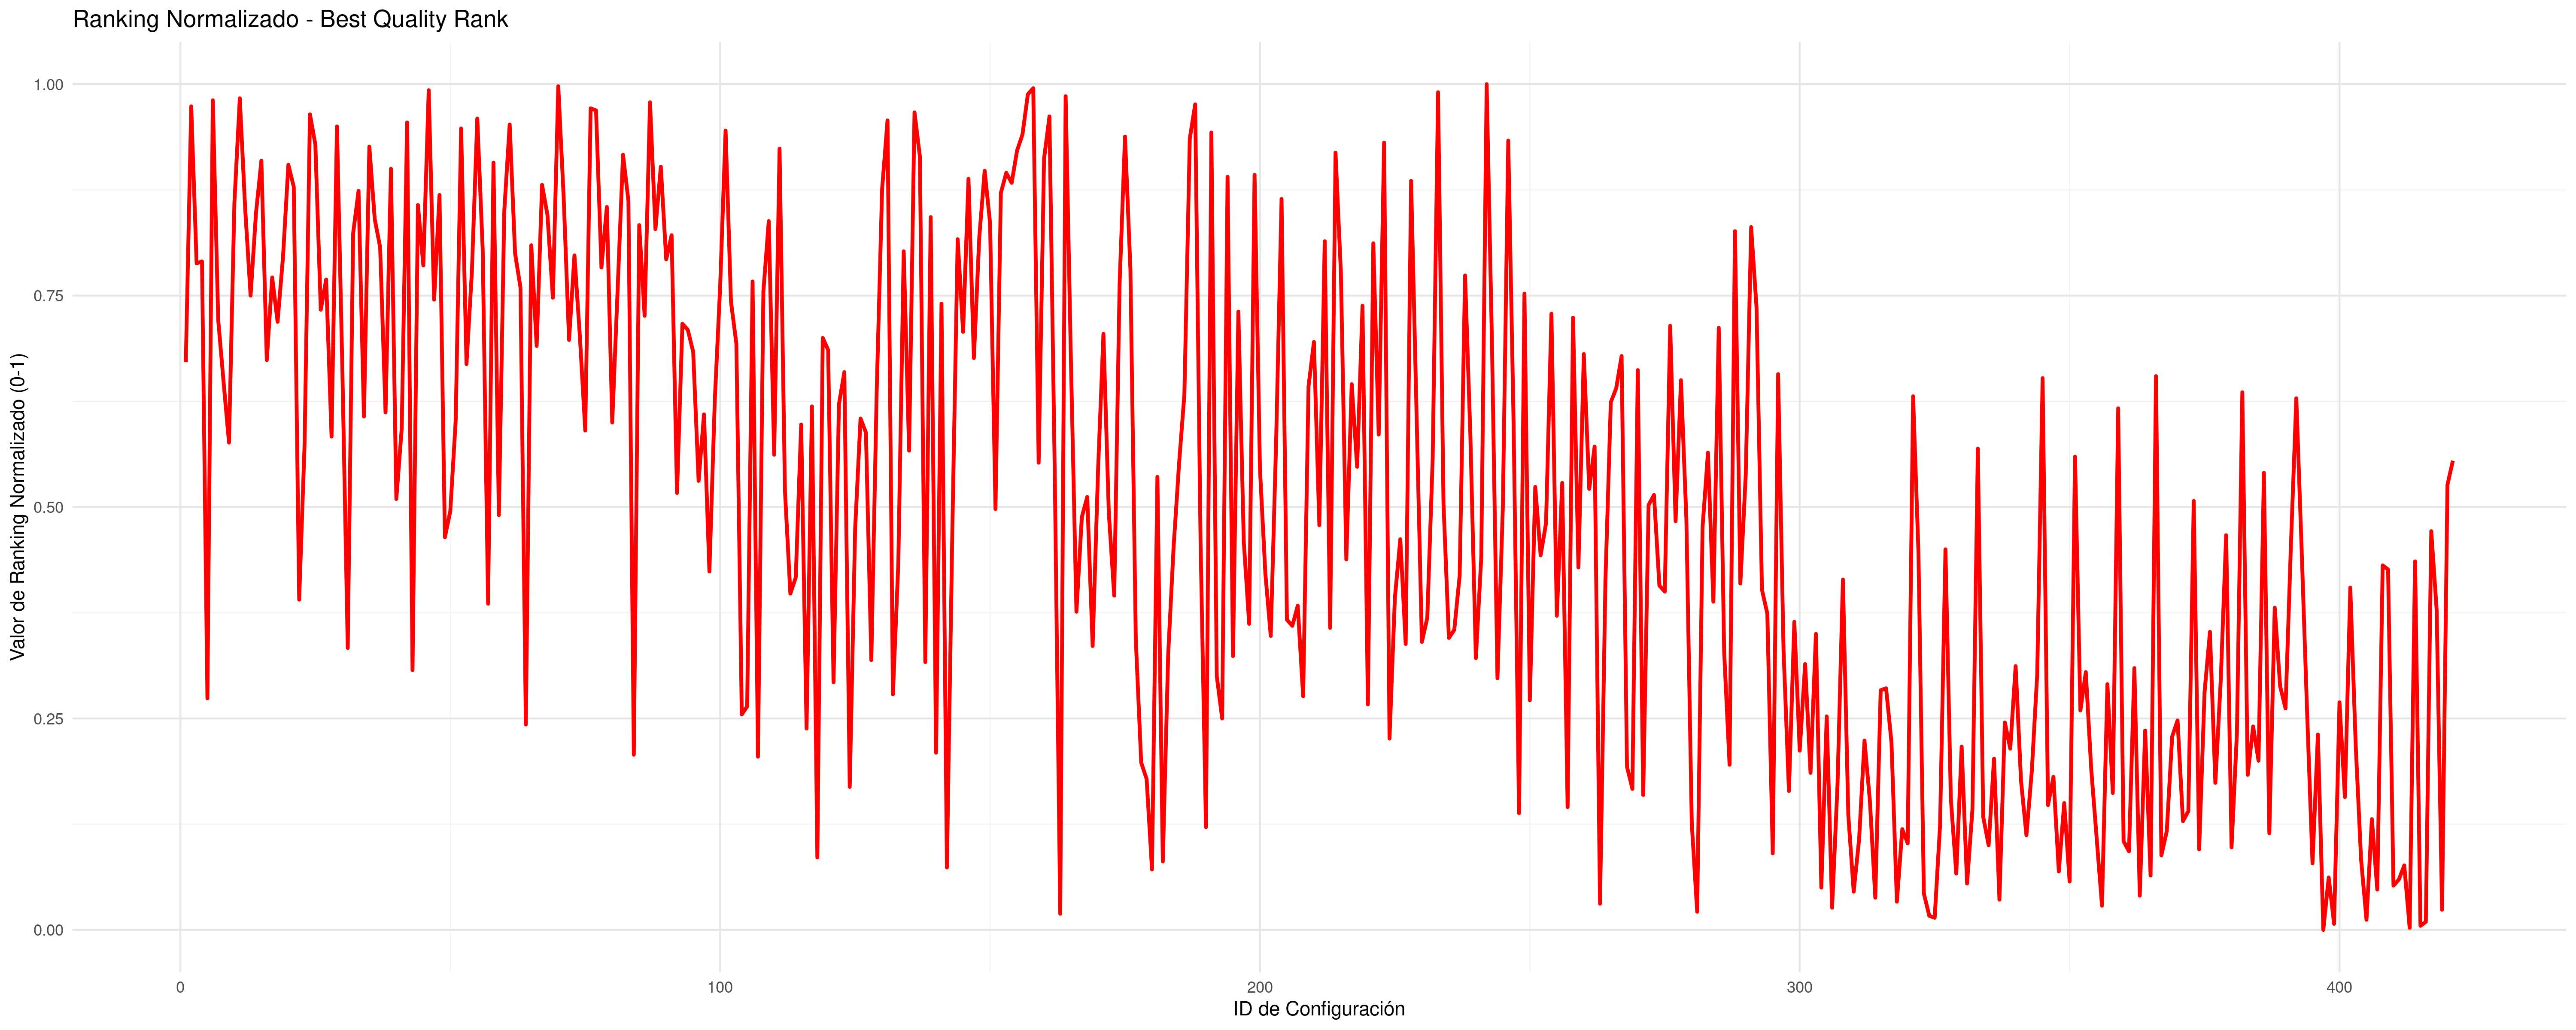 Ranking Normalizado - Best Quality Rank
Valor de Ranking Normalizado (0-1)
1.00
0.75
0.50
0.25
0.00
0 100 200 300 400
ID de Configuración